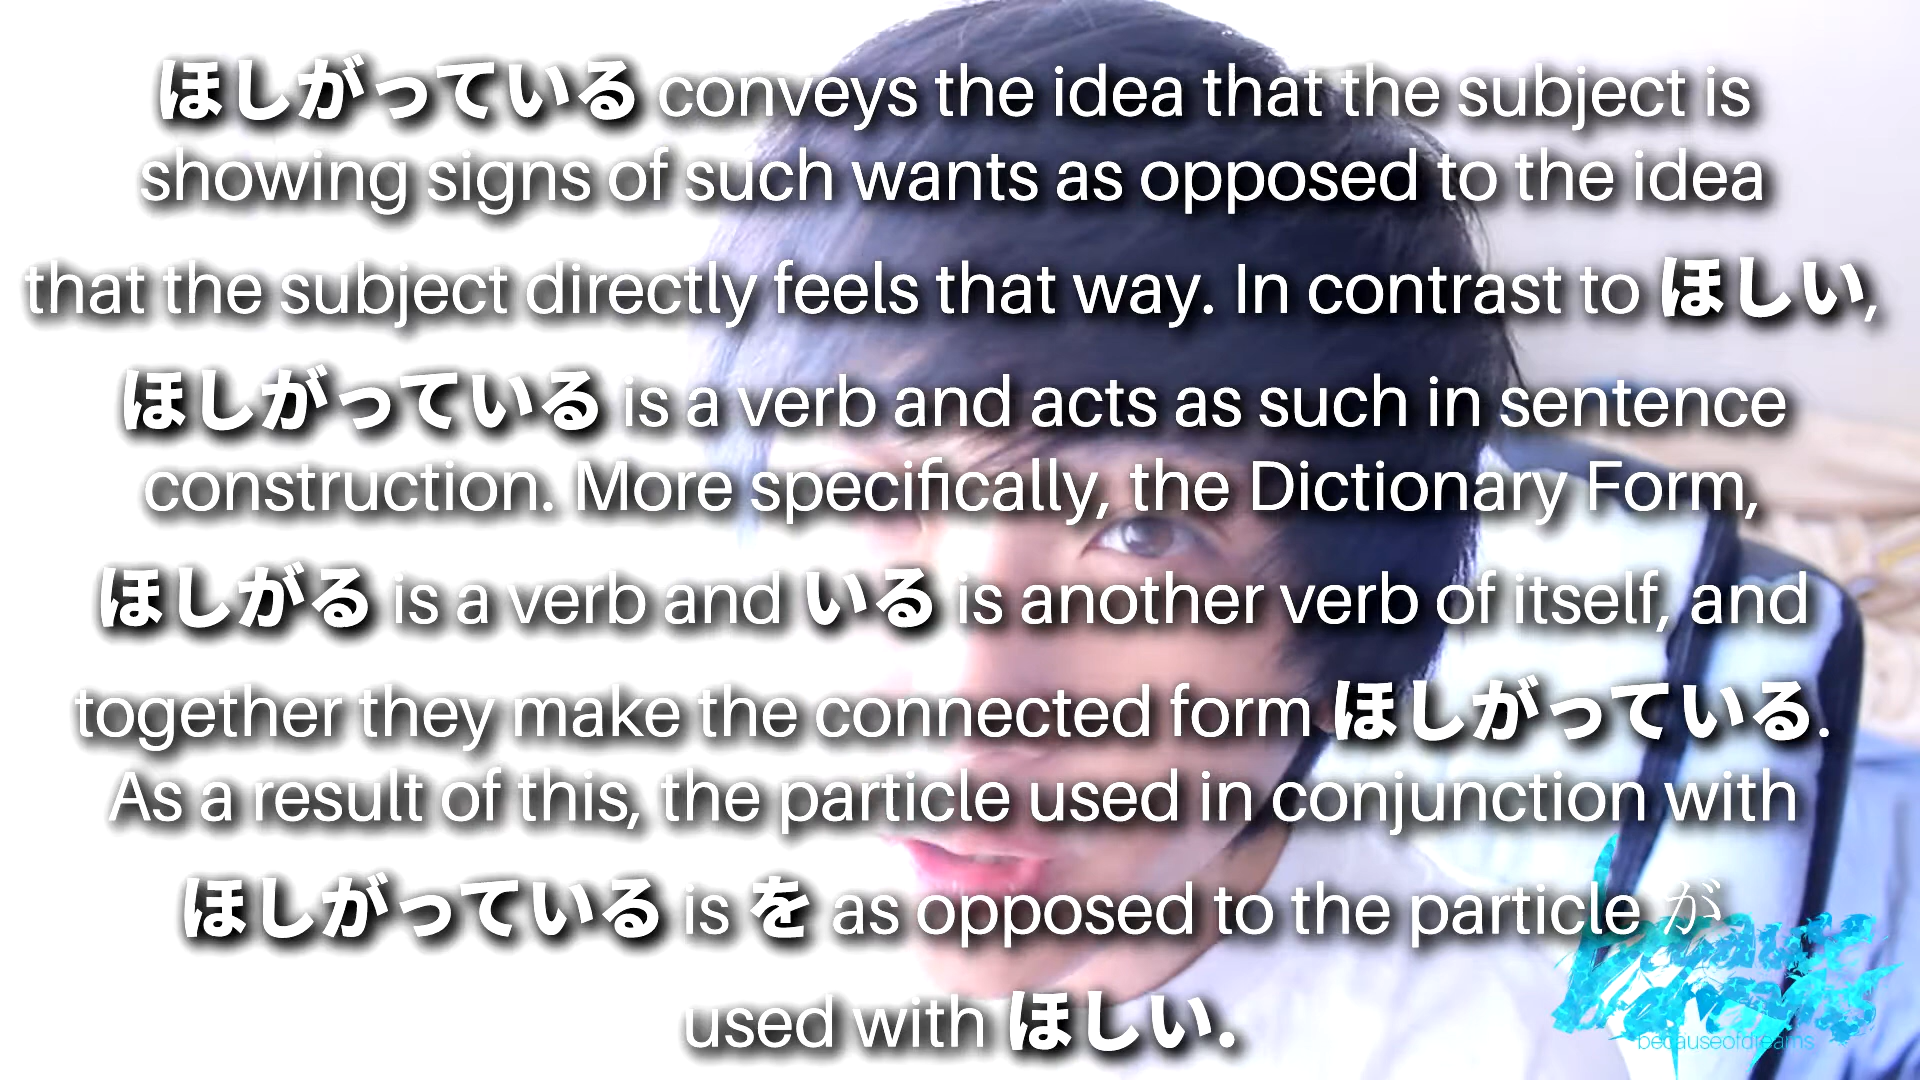 ほしがっている conveys the idea that the subject is
showing signs of such wants as opposed to the idea
that the subject directly feels that way. In contrast to ほしい,
ほしがっている is a verb and acts as such in sentence
construction. More specifically, the Dictionary Form,
ほしがる is a verb and いる is another verb of itself, and
together they make the connected form ほしがっている.
As a result of this, the particle used in conjunction with
ほしがっている is を as opposed to the particle が
used with ほしい.
because
dreams
becauseofdreams